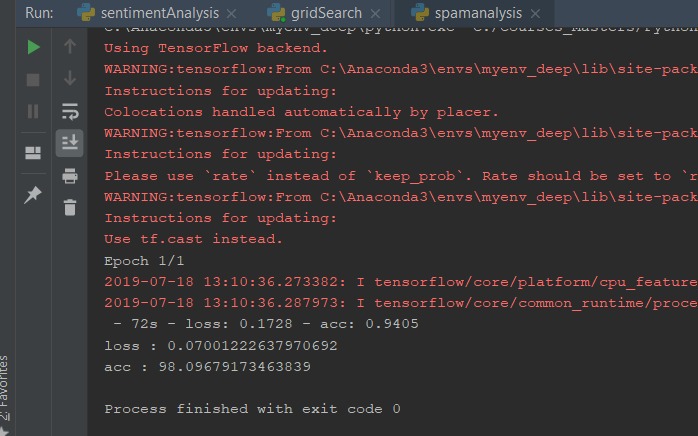 Run: sentimentAnalysis × gridSearch × spamanalysis ×
C:\Anaconda3\envs\myenv_deep\python.exe
Using TensorFlow backend.
WARNING:tensorflow:From C:\Anaconda3\envs\myenv_deep\lib\site-pack
Instructions for updating:
Colocations handled automatically by placer.
WARNING:tensorflow:From C:\Anaconda3\envs\myenv_deep\lib\site-pack
Instructions for updating:
Please use `rate` instead of `keep_prob`. Rate should be set to `r
WARNING:tensorflow:From C:\Anaconda3\envs\myenv_deep\lib\site-pack
Instructions for updating:
Use tf.cast instead.
Epoch 1/1
2019-07-18 13:10:36.273382: I tensorflow/core/platform/cpu_feature
2019-07-18 13:10:36.287973: I tensorflow/core/common_runtime/proce
- 72s - loss: 0.1728 - acc: 0.9405
loss : 0.07001222637970692
acc : 98.09679173463839
Process finished with exit code 0
2: Favorites